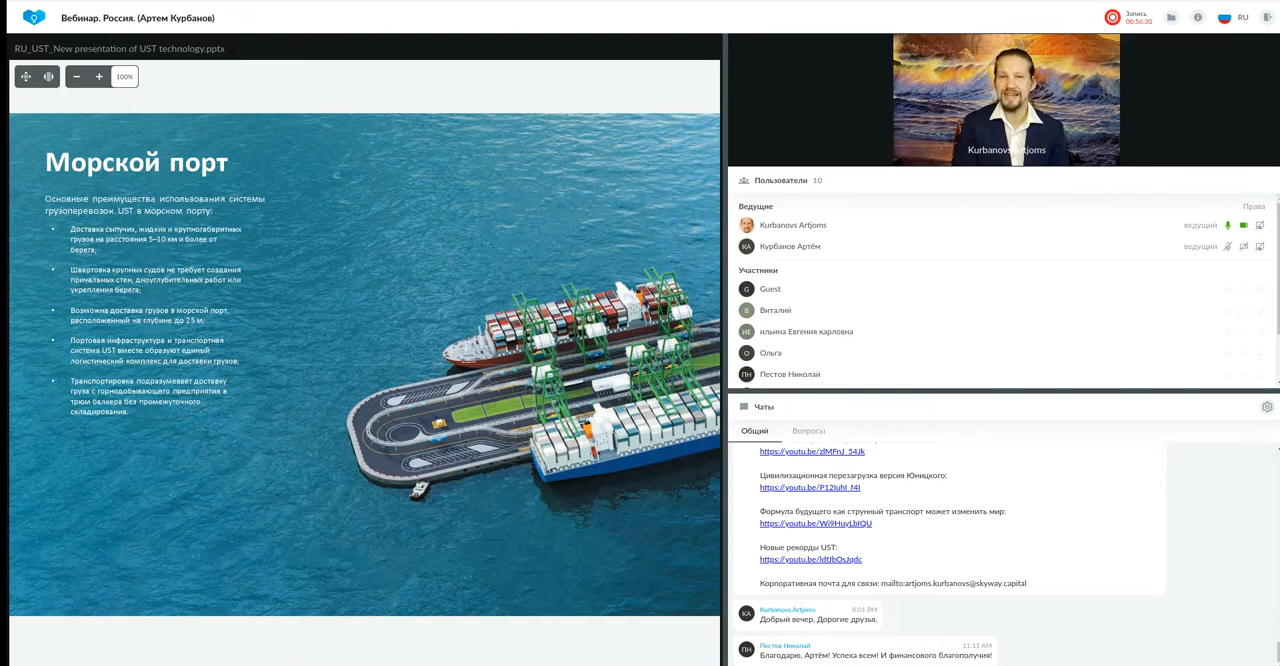 Вебинар. Россия. (Артем Курбанов)
Запись
00:56:30
RU
RU_UST_New presentation of UST technology.pptx
100%
Морской порт
Основные преимущества использования системы
грузоперевозок UST в морском порту:
• Доставка сыпучих, жидких и крупногабаритных
грузов на расстояния 5–10 км и более от
берега;
• Швартовка крупных судов не требует создания
причальных стен, дноуглубительных работ или
укрепления берега;
• Возможна доставка грузов в морской порт,
расположенный на глубине до 25 м;
• Портовая инфраструктура и транспортная
система UST вместе образуют единый
логистический комплекс для доставки грузов;
• Транспортировка подразумевает доставку
груза с горнодобывающего предприятия в
трюм балкера без промежуточного
складирования.
Kurbanovs Artjoms
Пользователи 10
Ведущие Права
Kurbanovs Artjoms ведущий
КА Курбанов Артём ведущий
Участники
G Guest
В Виталий
ИЕ ильина Евгения карловна
О Ольга
ПН Пестов Николай
Чаты
Общий Вопросы
https://youtu.be/zlMFnJ_54Jk
Цивилизационная перезагрузка версия Юницкого:
https://youtu.be/P12IuhI_f4I
Формула будущего как струнный транспорт может изменить мир:
https://youtu.be/Wi9HuyLbIQU
Новые рекорды UST:
https://youtu.be/ldfJbOsJqdc
Корпоративная почта для связи: mailto:artjoms.kurbanovs@skyway.capital
КА Kurbanovs Artjoms 8:01 PM
Добрый вечер, Дорогие друзья.
ПН Пестов Николай 11:11 AM
Благодарю, Артём! Успеха всем! И финансового благополучия!